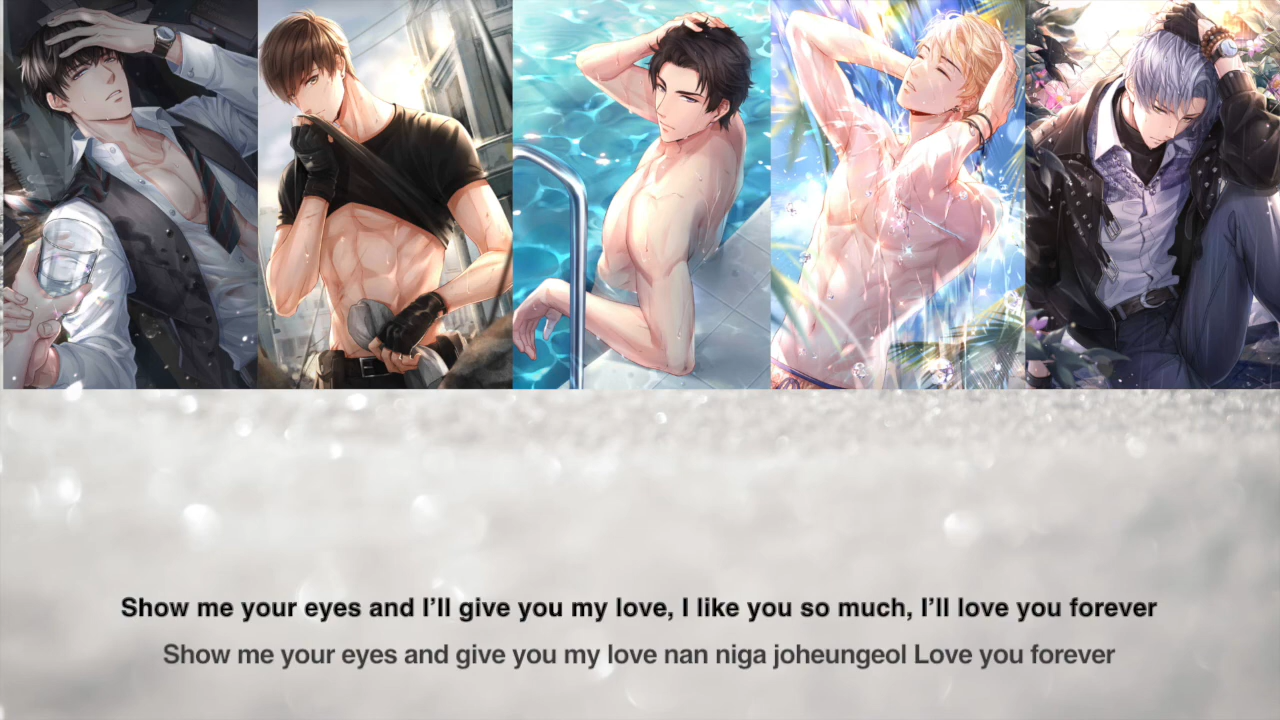 Show me your eyes and I’ll give you my love, I like you so much, I’ll love you forever
Show me your eyes and give you my love nan niga joheungeol Love you forever